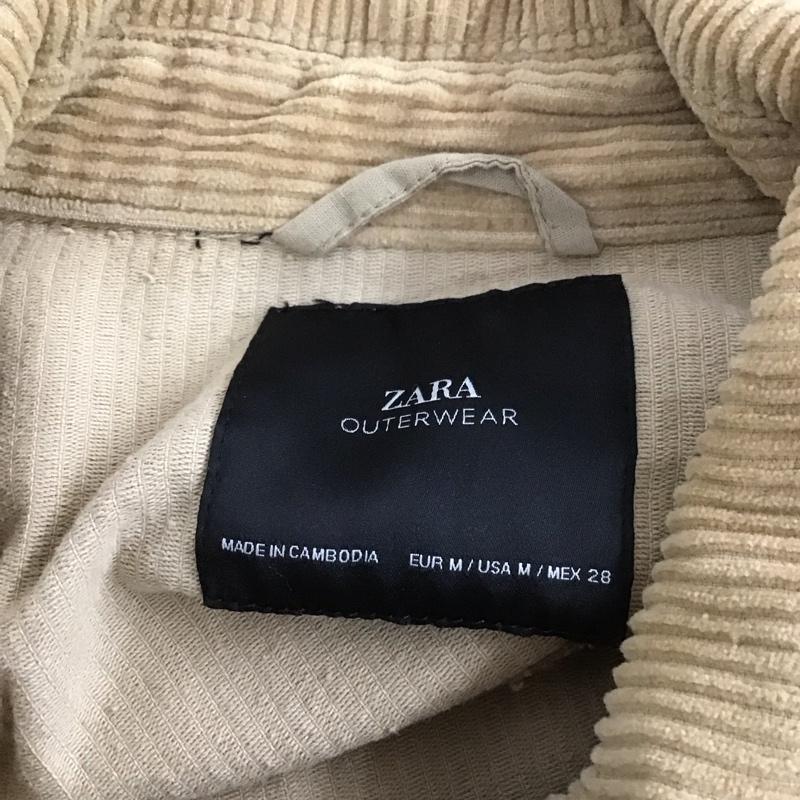 ZARA
OUTERWEAR
MADE IN CAMBODIA EUR M / USA M / MEX 28